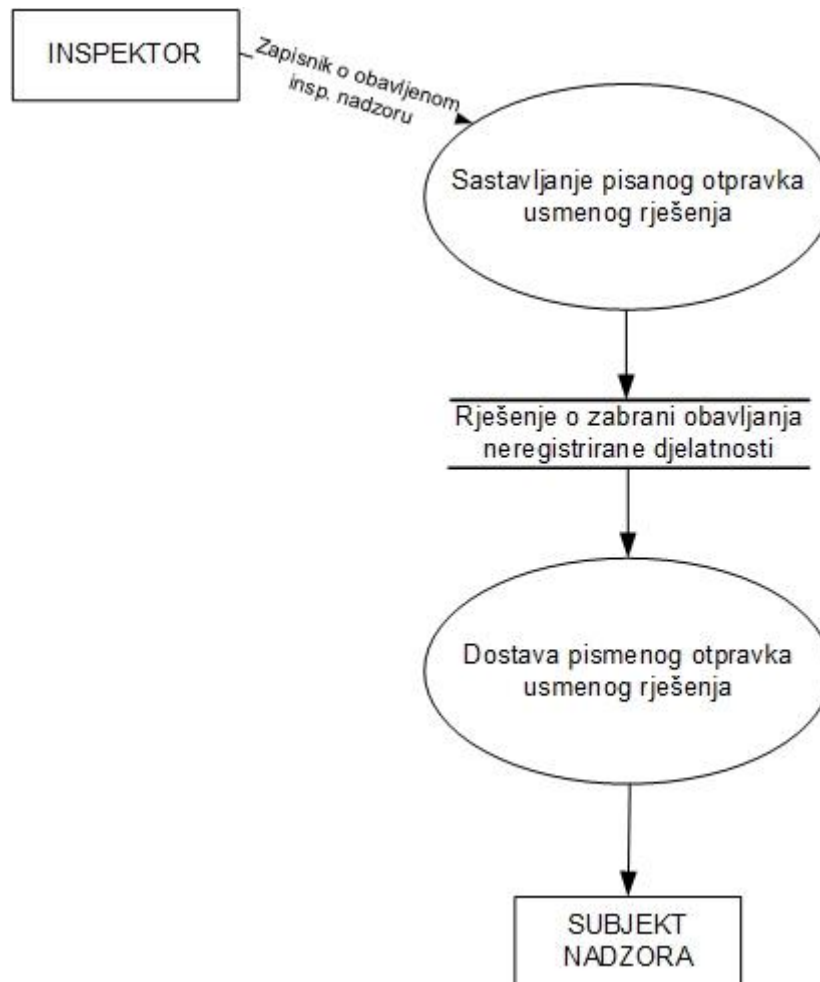 INSPEKTOR
Zapisnik o obavljenom
insp. nadzoru
Sastavljanje pisanog otpravka
usmenog rješenja
Rješenje o zabrani obavljanja
neregistrirane djelatnosti
Dostava pismenog otpravka
usmenog rješenja
SUBJEKT
NADZORA